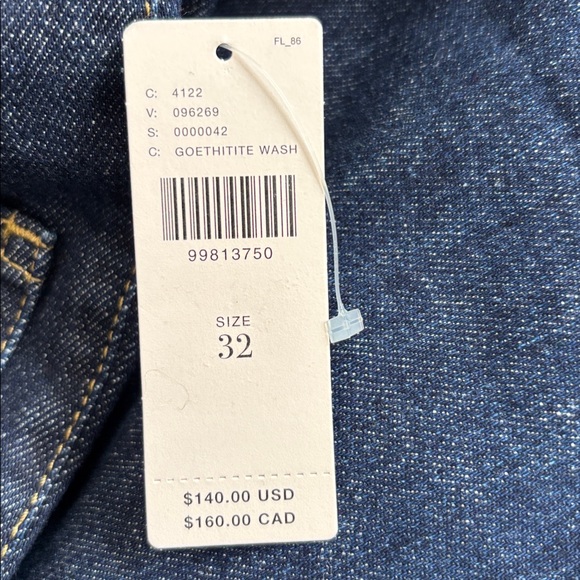 FL_86
C: 4122
V: 096269
S: 0000042
C: GOETHITITE WASH
99813750
SIZE
32
$140.00 USD
$160.00 CAD